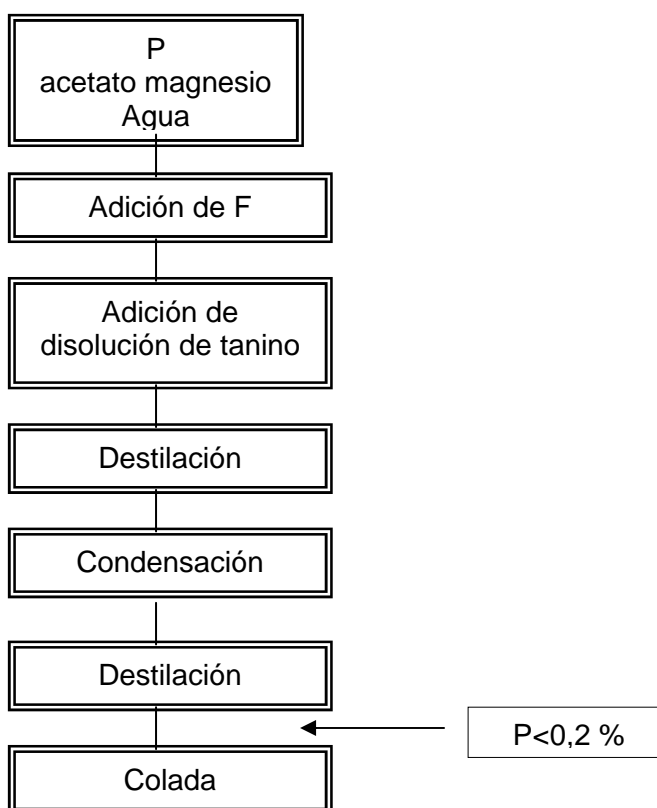 P
acetato magnesio
Agua
Adición de F
Adición de
disolución de tanino
Destilación
Condensación
Destilación
P<0,2 %
Colada